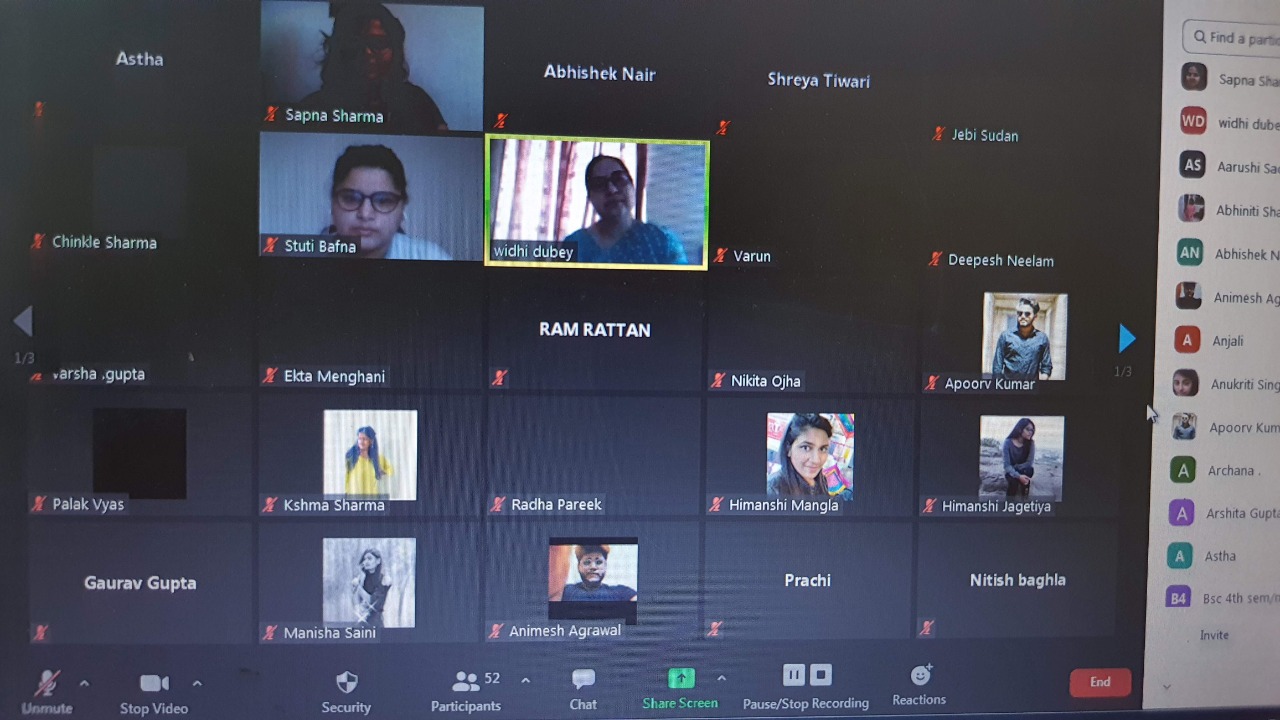 Astha
Sapna Sharma
Abhishek Nair
Shreya Tiwari
Jebi Sudan
Chinkle Sharma
Stuti Bafna
widhi dubey
Varun
Deepesh Neelam
1/3
varsha .gupta
Ekta Menghani
RAM RATTAN
Nikita Ojha
Apoorv Kumar
1/3
Palak Vyas
Kshma Sharma
Radha Pareek
Himanshi Mangla
Himanshi Jagetiya
Gaurav Gupta
Manisha Saini
Animesh Agrawal
Prachi
Nitish baghla
Unmute
Stop Video
Security
Participants
52
Chat
Share Screen
Pause/Stop Recording
Reactions
End
Find a partic
Sapna Sha
WD widhi dube
AS Aarushi Sac
Abhiniti Sha
AN Abhishek N
Animesh Ag
A Anjali
Anukriti Sing
Apoorv Kum
A Archana .
A Arshita Gupta
A Astha
B4 Bsc 4th sem/m
Invite